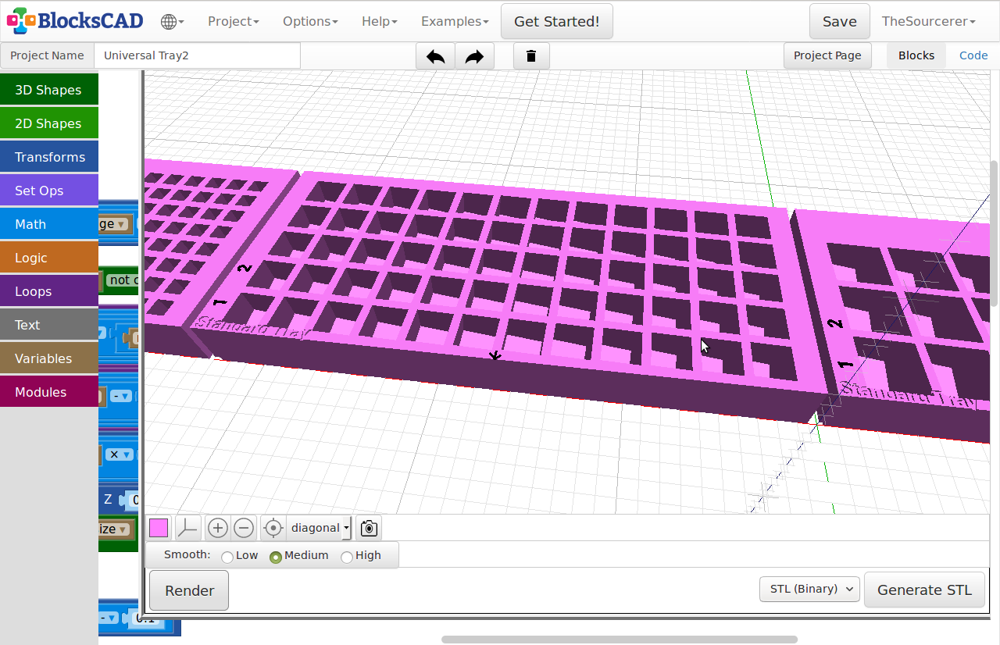 BlocksCAD
Project
Options
Help
Examples
Get Started!
Save
TheSourcerer
Project Name
Universal Tray2
Project Page
Blocks
Code
3D Shapes
2D Shapes
Transforms
Set Ops
Math
Logic
Loops
Text
Variables
Modules
ge
not c
-
×
Z 0
ize
- 0.1
2
1
Standard Tray
2
1
Standard Tray
diagonal
Smooth: Low Medium High
Render
STL (Binary)
Generate STL